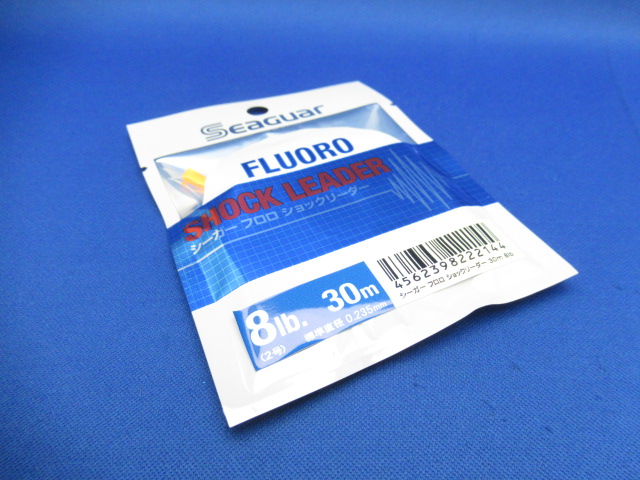 Seaguar
FLUORO
SHOCK LEADER
シーガー フロロ ショックリーダー
8lb. 30m
(2号) 標準直径 0.235mm
4562398222144
シーガー フロロ ショックリーダー 30m 8lb